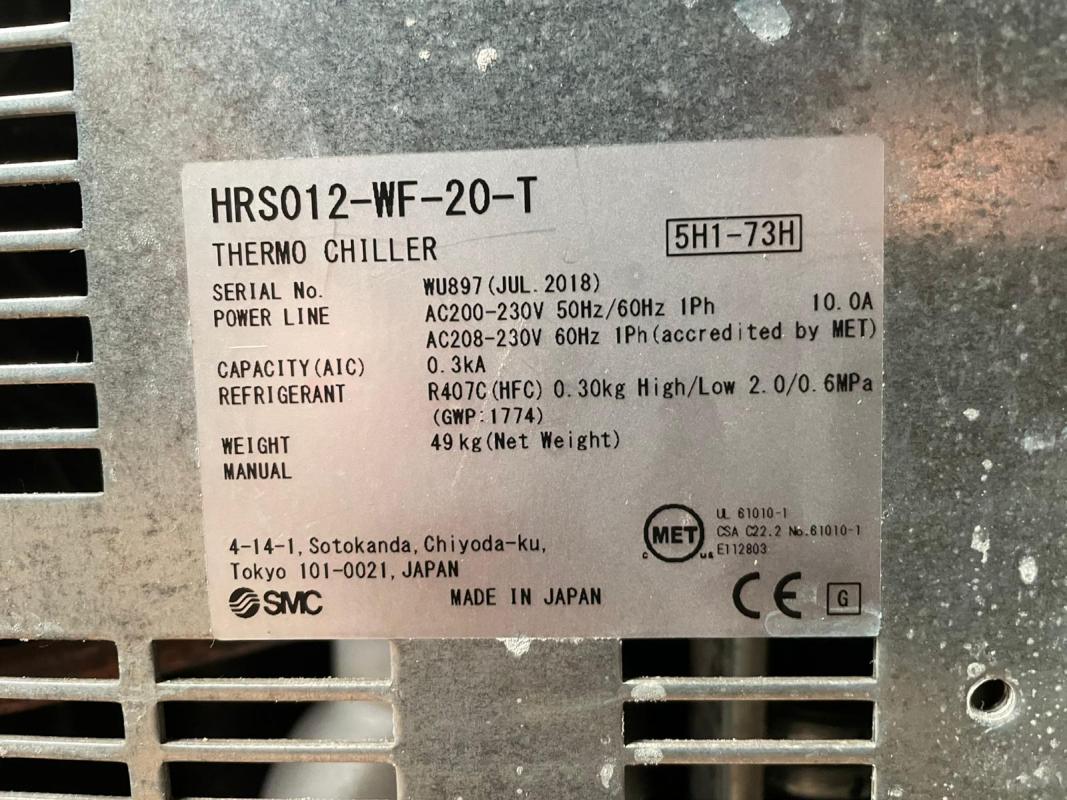 HRS012-WF-20-T
THERMO CHILLER
5H1-73H
SERIAL No. WU897(JUL.2018)
POWER LINE AC200-230V 50Hz/60Hz 1Ph 10.0A
AC208-230V 60Hz 1Ph(accredited by MET)
CAPACITY(AIC) 0.3kA
REFRIGERANT R407C(HFC) 0.30kg High/Low 2.0/0.6MPa
(GWP:1774)
WEIGHT 49kg(Net Weight)
MANUAL
MET
C US
UL 61010-1
CSA C22.2 No.61010-1
E112803
4-14-1,Sotokanda,Chiyoda-ku,
Tokyo 101-0021,JAPAN
SMC MADE IN JAPAN
CE G